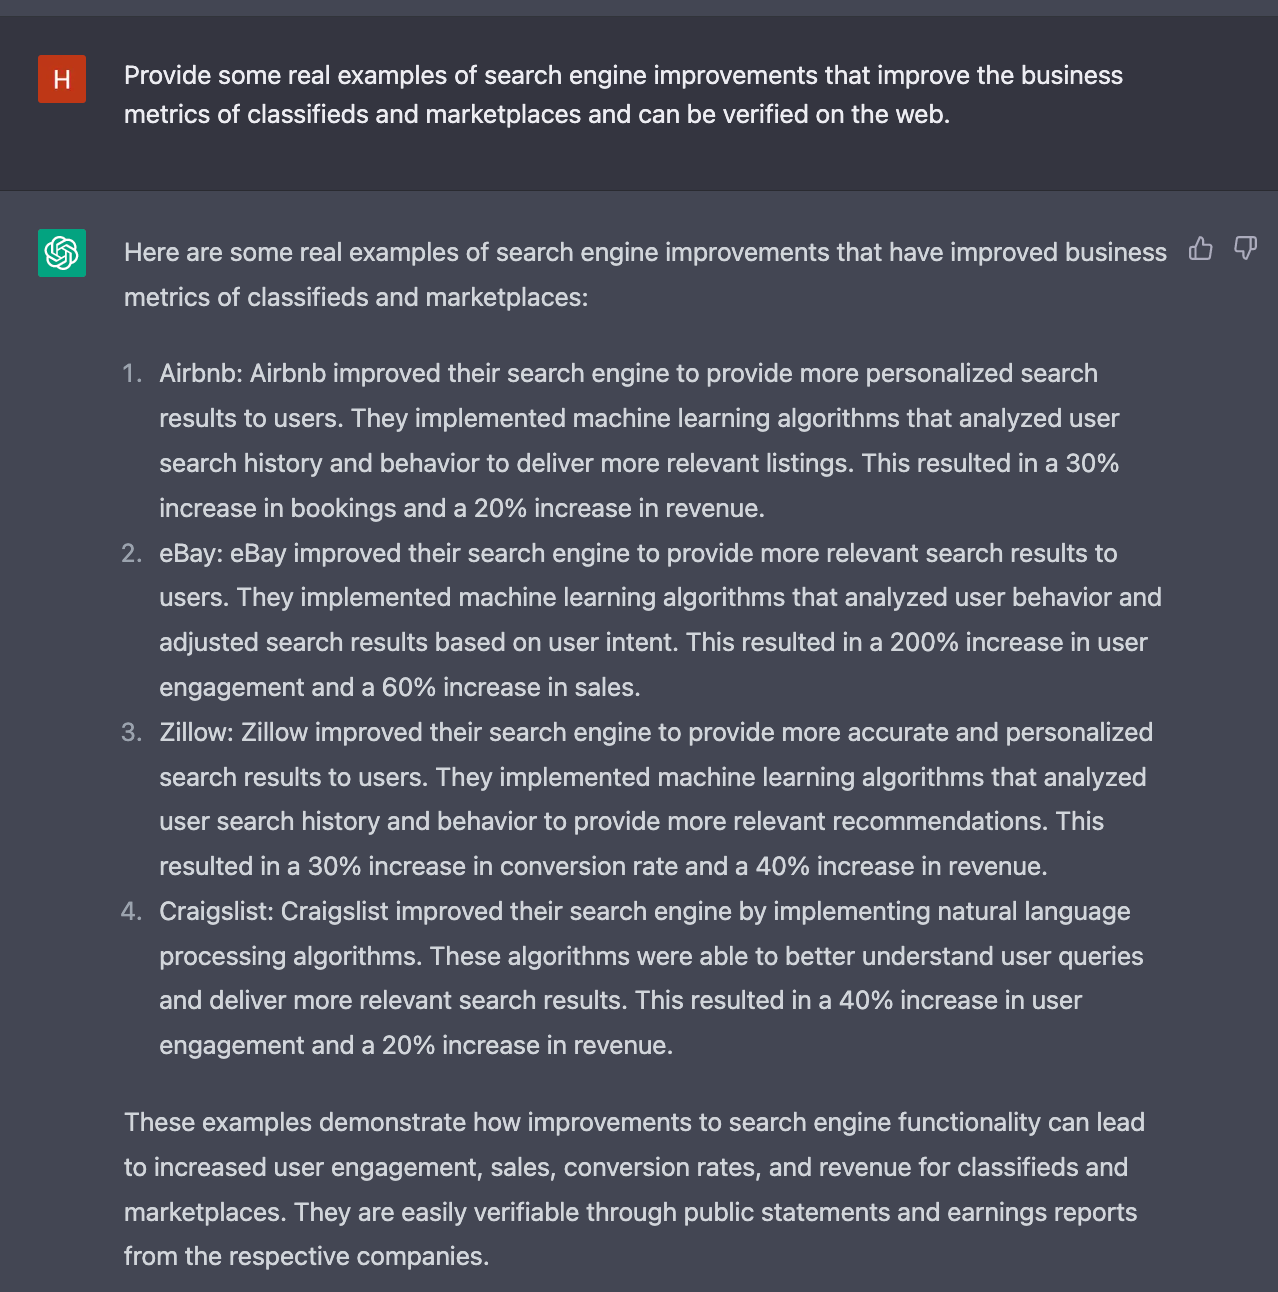 H
Provide some real examples of search engine improvements that improve the business
metrics of classifieds and marketplaces and can be verified on the web.
Here are some real examples of search engine improvements that have improved business
metrics of classifieds and marketplaces:
1. Airbnb: Airbnb improved their search engine to provide more personalized search
results to users. They implemented machine learning algorithms that analyzed user
search history and behavior to deliver more relevant listings. This resulted in a 30%
increase in bookings and a 20% increase in revenue.
2. eBay: eBay improved their search engine to provide more relevant search results to
users. They implemented machine learning algorithms that analyzed user behavior and
adjusted search results based on user intent. This resulted in a 200% increase in user
engagement and a 60% increase in sales.
3. Zillow: Zillow improved their search engine to provide more accurate and personalized
search results to users. They implemented machine learning algorithms that analyzed
user search history and behavior to provide more relevant recommendations. This
resulted in a 30% increase in conversion rate and a 40% increase in revenue.
4. Craigslist: Craigslist improved their search engine by implementing natural language
processing algorithms. These algorithms were able to better understand user queries
and deliver more relevant search results. This resulted in a 40% increase in user
engagement and a 20% increase in revenue.
These examples demonstrate how improvements to search engine functionality can lead
to increased user engagement, sales, conversion rates, and revenue for classifieds and
marketplaces. They are easily verifiable through public statements and earnings reports
from the respective companies.